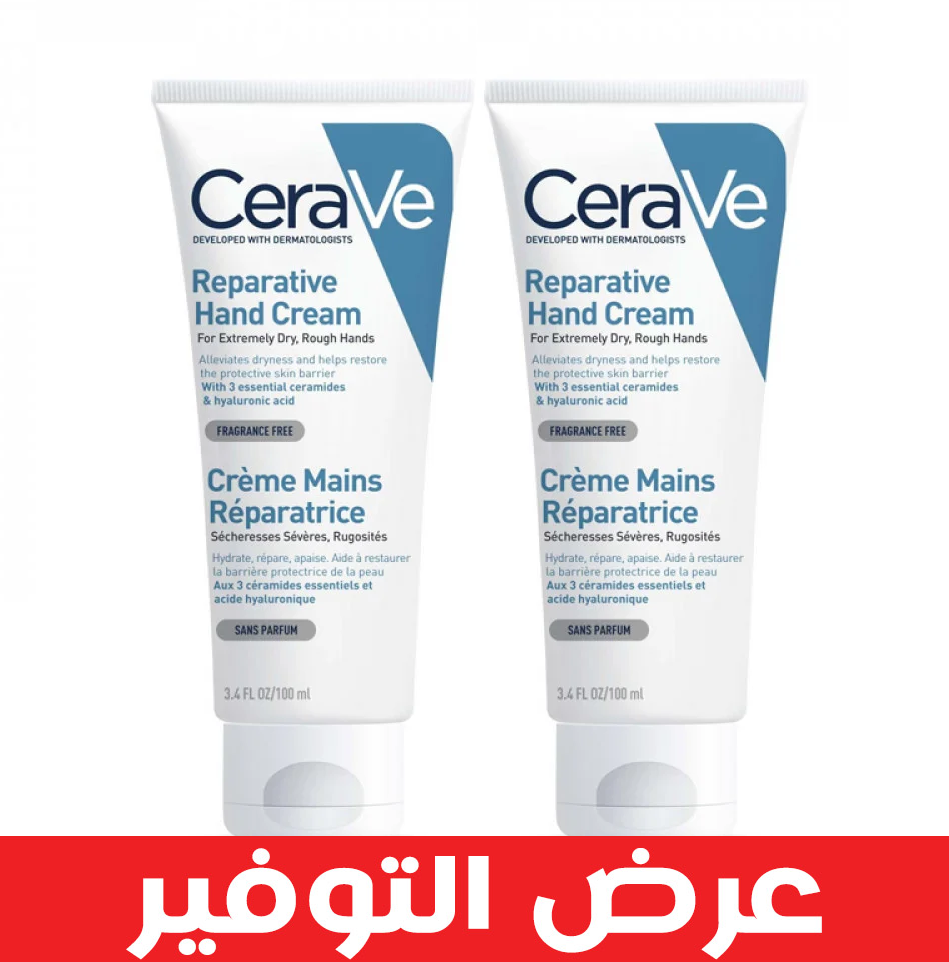 CeraVe
DEVELOPED WITH DERMATOLOGISTS
Reparative
Hand Cream
For Extremely Dry, Rough Hands
Alleviates dryness and helps restore
the protective skin barrier
With 3 essential ceramides
& hyaluronic acid
FRAGRANCE FREE
Crème Mains
Réparatrice
Sécheresses Sévères, Rugosités
Hydrate, répare, apaise. Aide à restaurer
la barrière protectrice de la peau
Aux 3 céramides essentiels et
acide hyaluronique
SANS PARFUM
3.4 FL OZ/100 ml
CeraVe
DEVELOPED WITH DERMATOLOGISTS
Reparative
Hand Cream
For Extremely Dry, Rough Hands
Alleviates dryness and helps restore
the protective skin barrier
With 3 essential ceramides
& hyaluronic acid
FRAGRANCE FREE
Crème Mains
Réparatrice
Sécheresses Sévères, Rugosités
Hydrate, répare, apaise. Aide à restaurer
la barrière protectrice de la peau
Aux 3 céramides essentiels et
acide hyaluronique
SANS PARFUM
3.4 FL OZ/100 ml
عرض التوفير